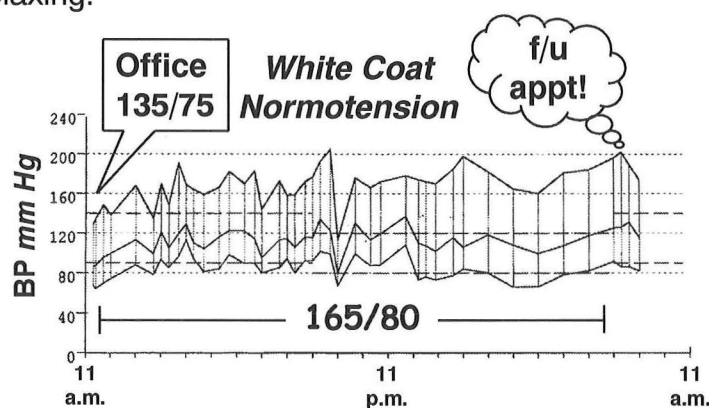 Office
135/75
White Coat
Normotension
f/u
appt!
BP mm Hg
240
200
160
120
80
40
0
165/80
11
a.m.
11
p.m.
11
a.m.